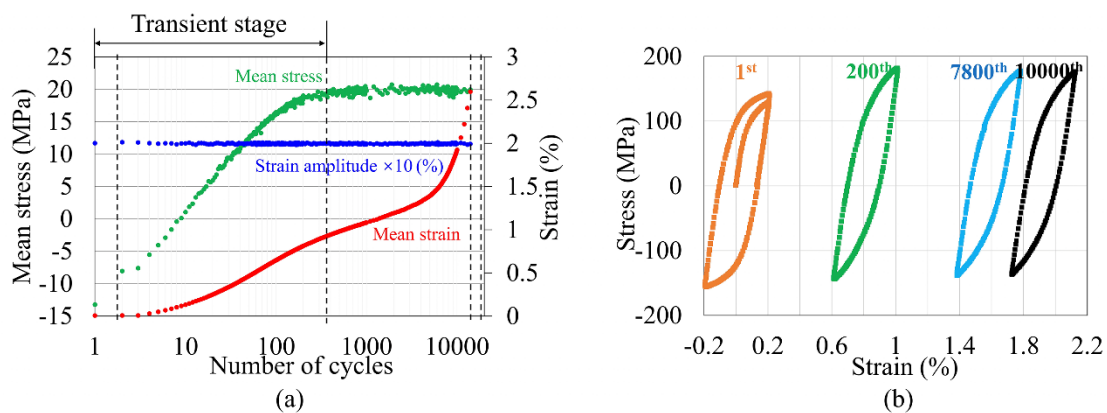 Transient stage
Mean stress (MPa)
25
20
15
10
5
0
-5
-10
-15
Mean stress
Strain amplitude ×10 (%)
Mean strain
3
2.5
2
1.5
1
0.5
0
Strain (%)
1 10 100 1000 10000
Number of cycles
(a)
Stress (MPa)
200
100
0
-100
-200
1st 200th 7800th 10000th
-0.2 0.2 0.6 1 1.4 1.8 2.2
Strain (%)
(b)